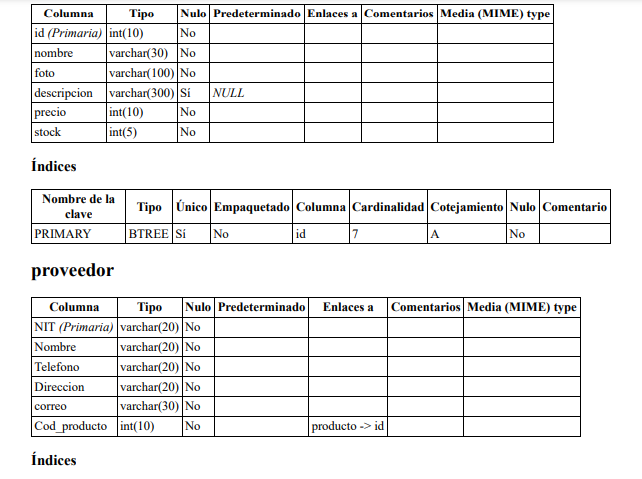 Columna Tipo Nulo Predeterminado Enlaces a Comentarios Media (MIME) type
id (Primaria) int(10) No
nombre varchar(30) No
foto varchar(100) No
descripcion varchar(300) Sí NULL
precio int(10) No
stock int(5) No
Índices
Nombre de la clave Tipo Único Empaquetado Columna Cardinalidad Cotejamiento Nulo Comentario
PRIMARY BTREE Sí No id 7 A No
proveedor
Columna Tipo Nulo Predeterminado Enlaces a Comentarios Media (MIME) type
NIT (Primaria) varchar(20) No
Nombre varchar(20) No
Telefono varchar(20) No
Direccion varchar(20) No
correo varchar(30) No
Cod_producto int(10) No producto -> id
Índices